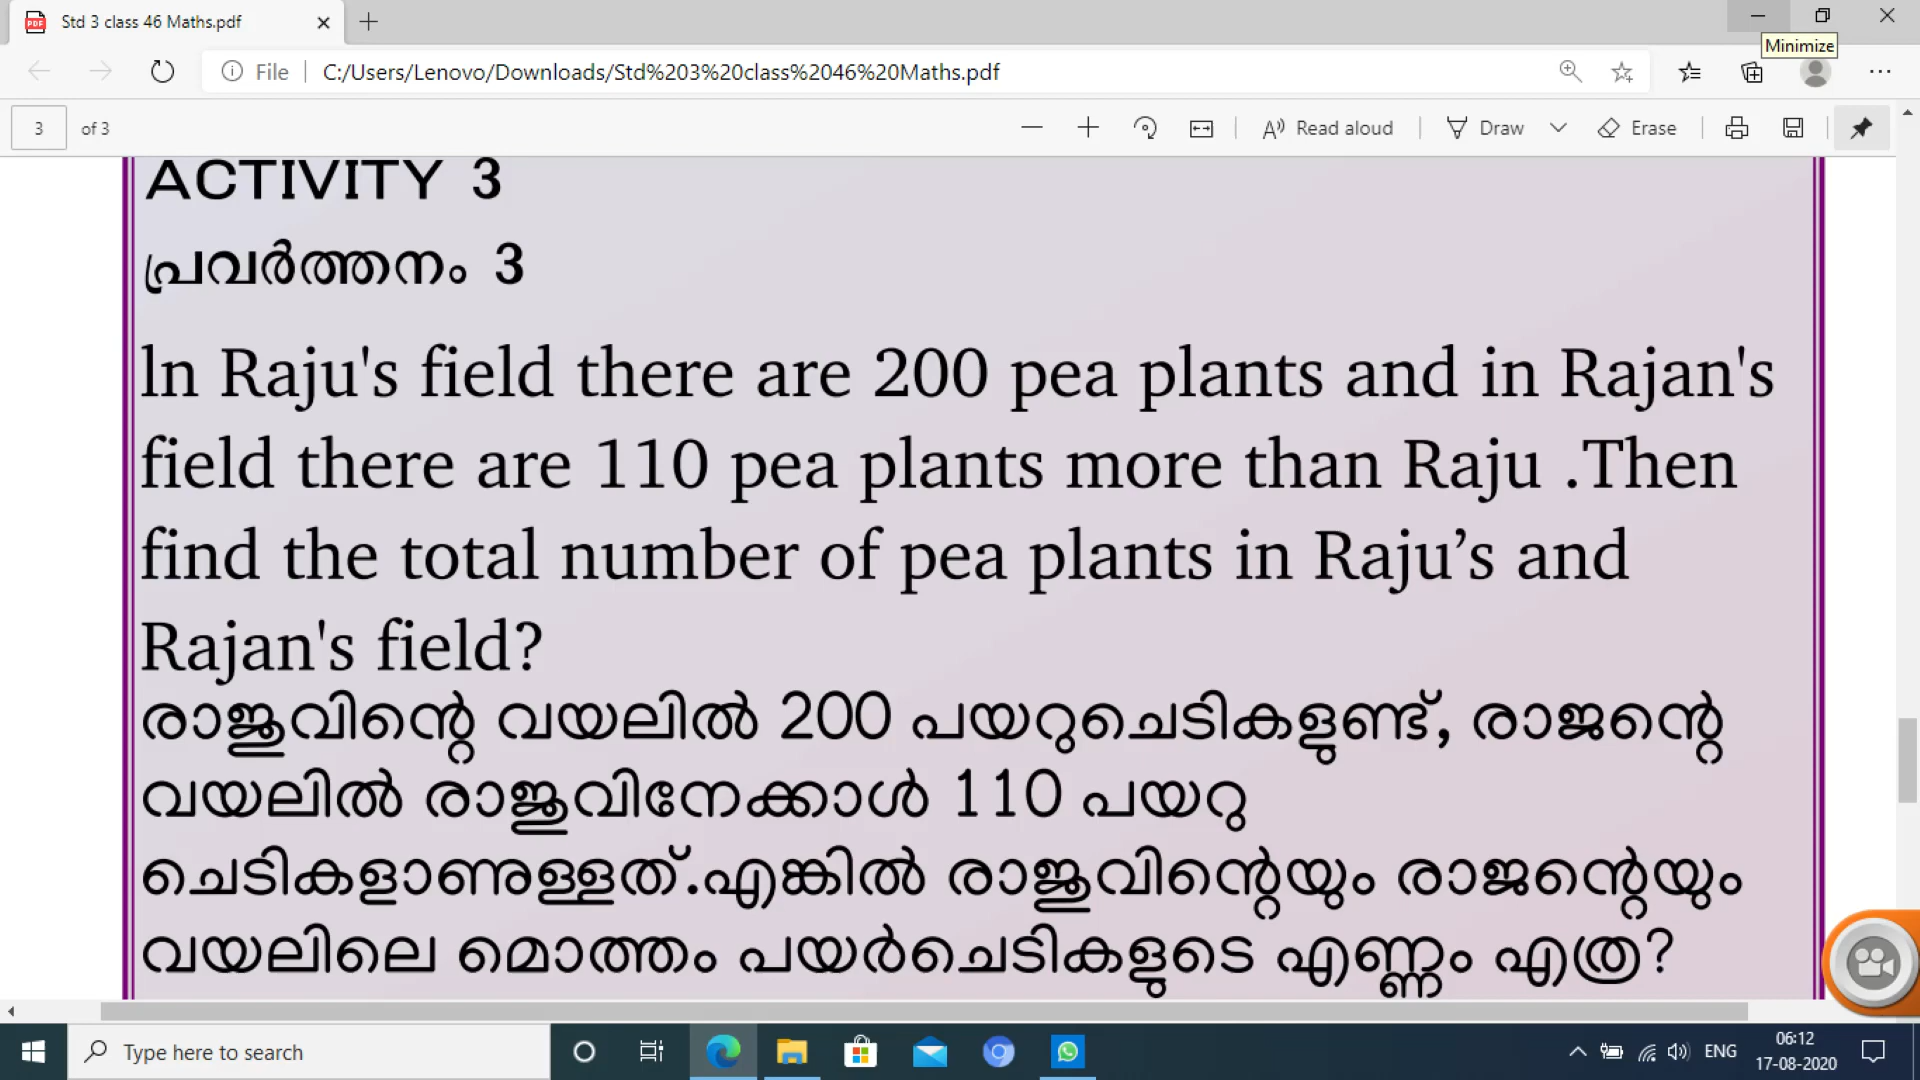 Std 3 class 46 Maths.pdf
Minimize
File C:/Users/Lenovo/Downloads/Std%203%20class%2046%20Maths.pdf
3 of 3 Read aloud Draw Erase
ACTIVITY 3
പ്രവർത്തനം 3
ln Raju's field there are 200 pea plants and in Rajan's
field there are 110 pea plants more than Raju .Then
find the total number of pea plants in Raju’s and
Rajan's field?
രാജുവിന്റെ വയലിൽ 200 പയറുചെടികളുണ്ട്, രാജന്റെ
വയലിൽ രാജുവിനേക്കാൾ 110 പയറു
ചെടികളാണുള്ളത്.എങ്കിൽ രാജുവിന്റെയും രാജന്റെയും
വയലിലെ മൊത്തം പയർചെടികളുടെ എണ്ണം എത്ര?
Type here to search
ENG
06:12
17-08-2020